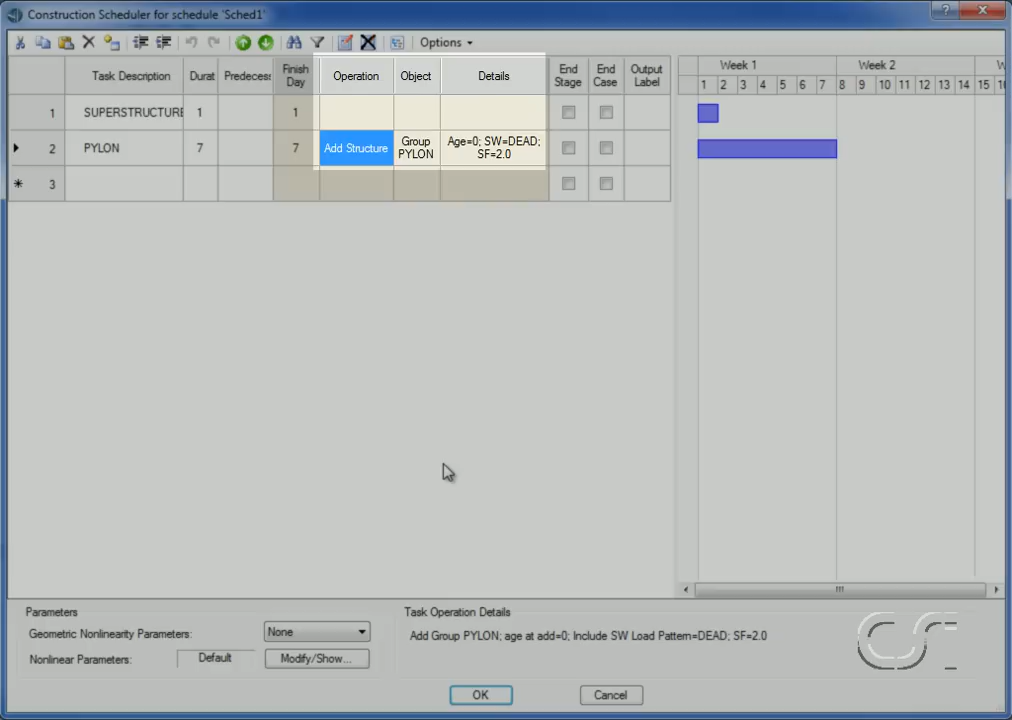 Construction Scheduler for schedule 'Sched1'
Options
Task Description Durat Predecess Finish Day Operation Object Details End Stage End Case Output Label
Week 1 Week 2 W
1 2 3 4 5 6 7 8 9 10 11 12 13 14 15 16
1 SUPERSTRUCTURE 1 1
2 PYLON 7 7 Add Structure Group PYLON Age=0; SW=DEAD; SF=2.0
3
Parameters
Geometric Nonlinearity Parameters: None
Nonlinear Parameters: Default Modify/Show...
Task Operation Details
Add Group PYLON; age at add=0; Include SW Load Pattern=DEAD; SF=2.0
CSi
OK Cancel